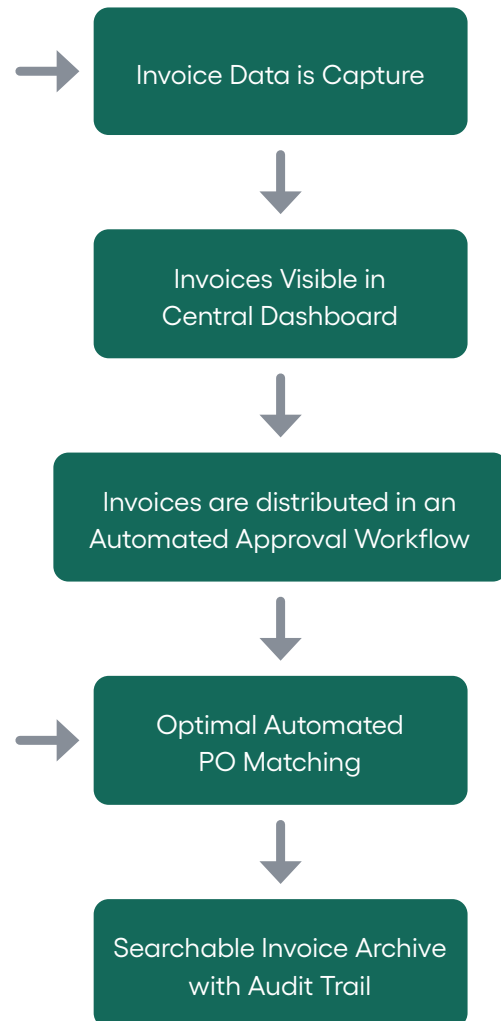 Invoice Data is Capture
Invoices Visible in
Central Dashboard
Invoices are distributed in an
Automated Approval Workflow
Optimal Automated
PO Matching
Searchable Invoice Archive
with Audit Trail